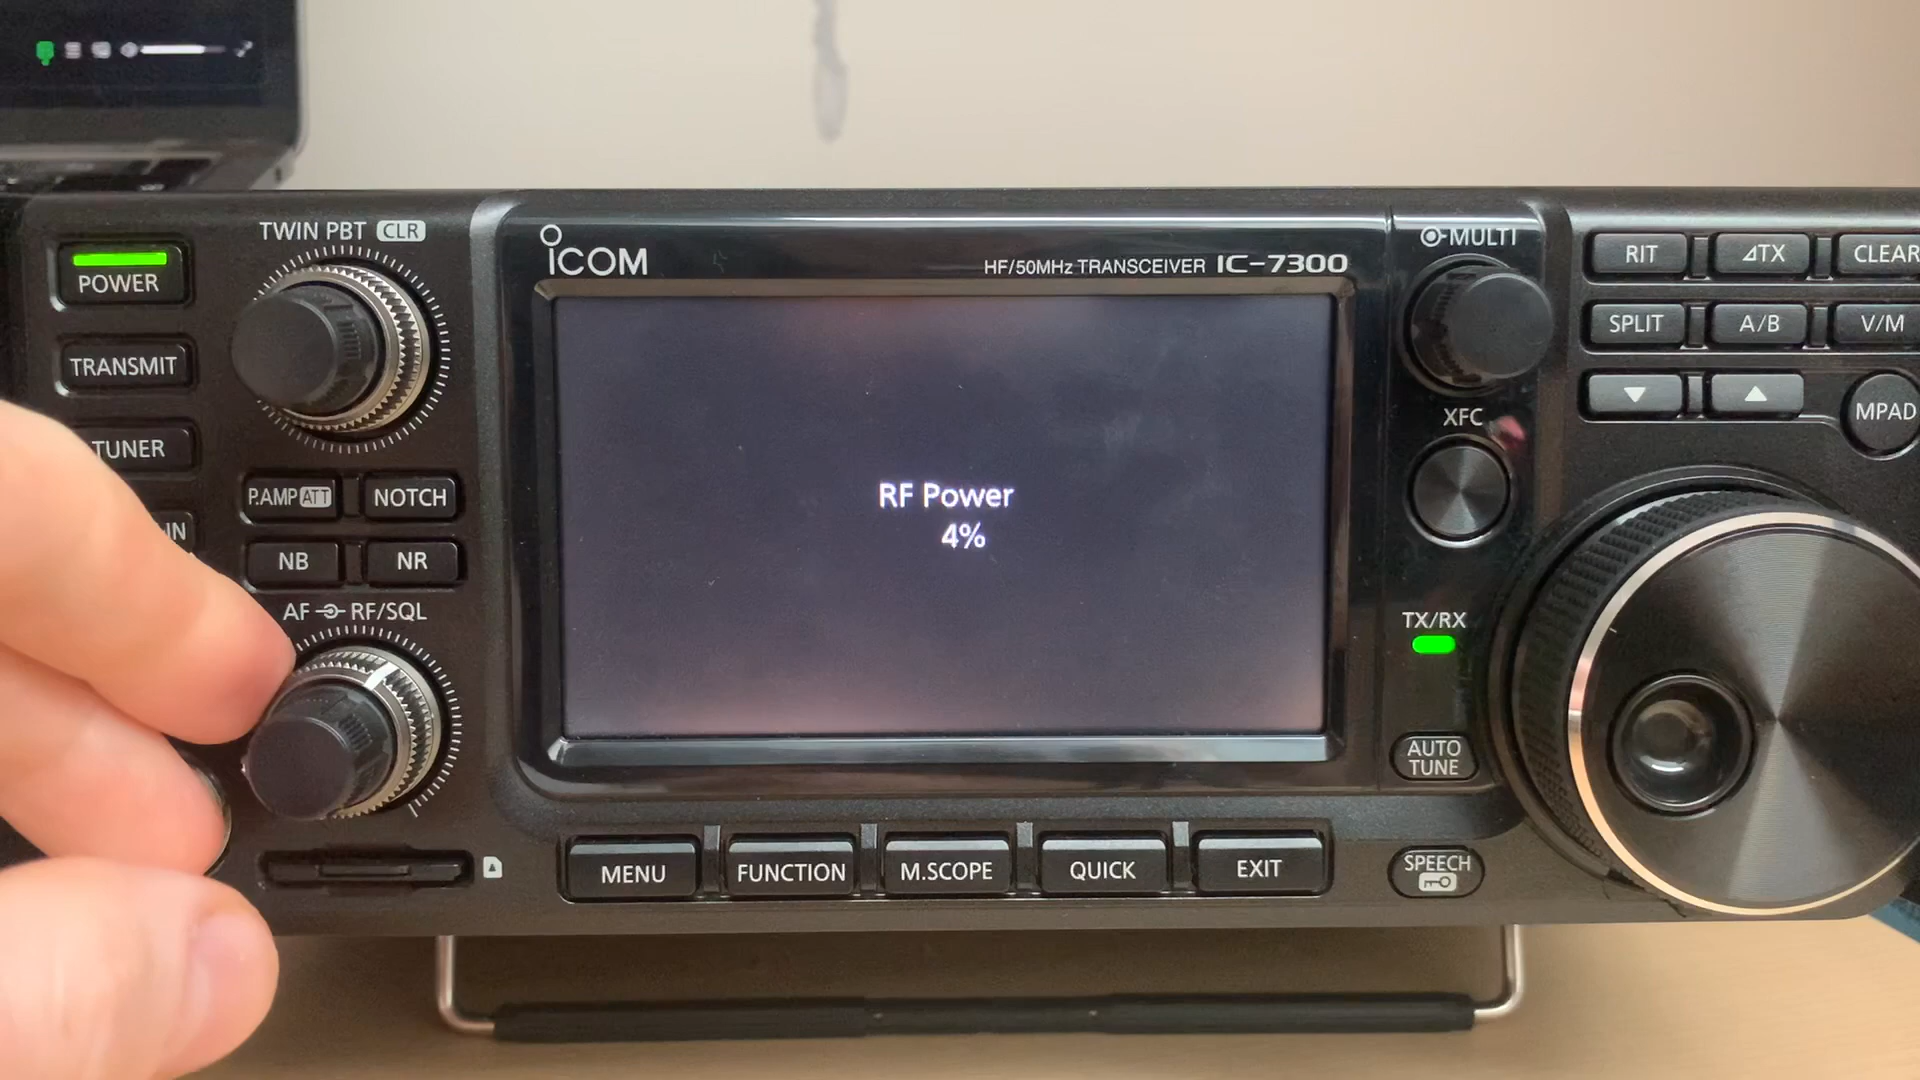 TWIN PBT CLR
POWER
TRANSMIT
TUNER
P.AMP ATT
NOTCH
IN
NB
NR
AF RF/SQL
ICOM
HF/50MHz TRANSCEIVER IC-7300
RF Power
4%
MULTI
XFC
TX/RX
AUTO
TUNE
SPEECH
RIT
⊿TX
CLEAR
SPLIT
A/B
V/M
▼
▲
MPAD
MENU
FUNCTION
M.SCOPE
QUICK
EXIT